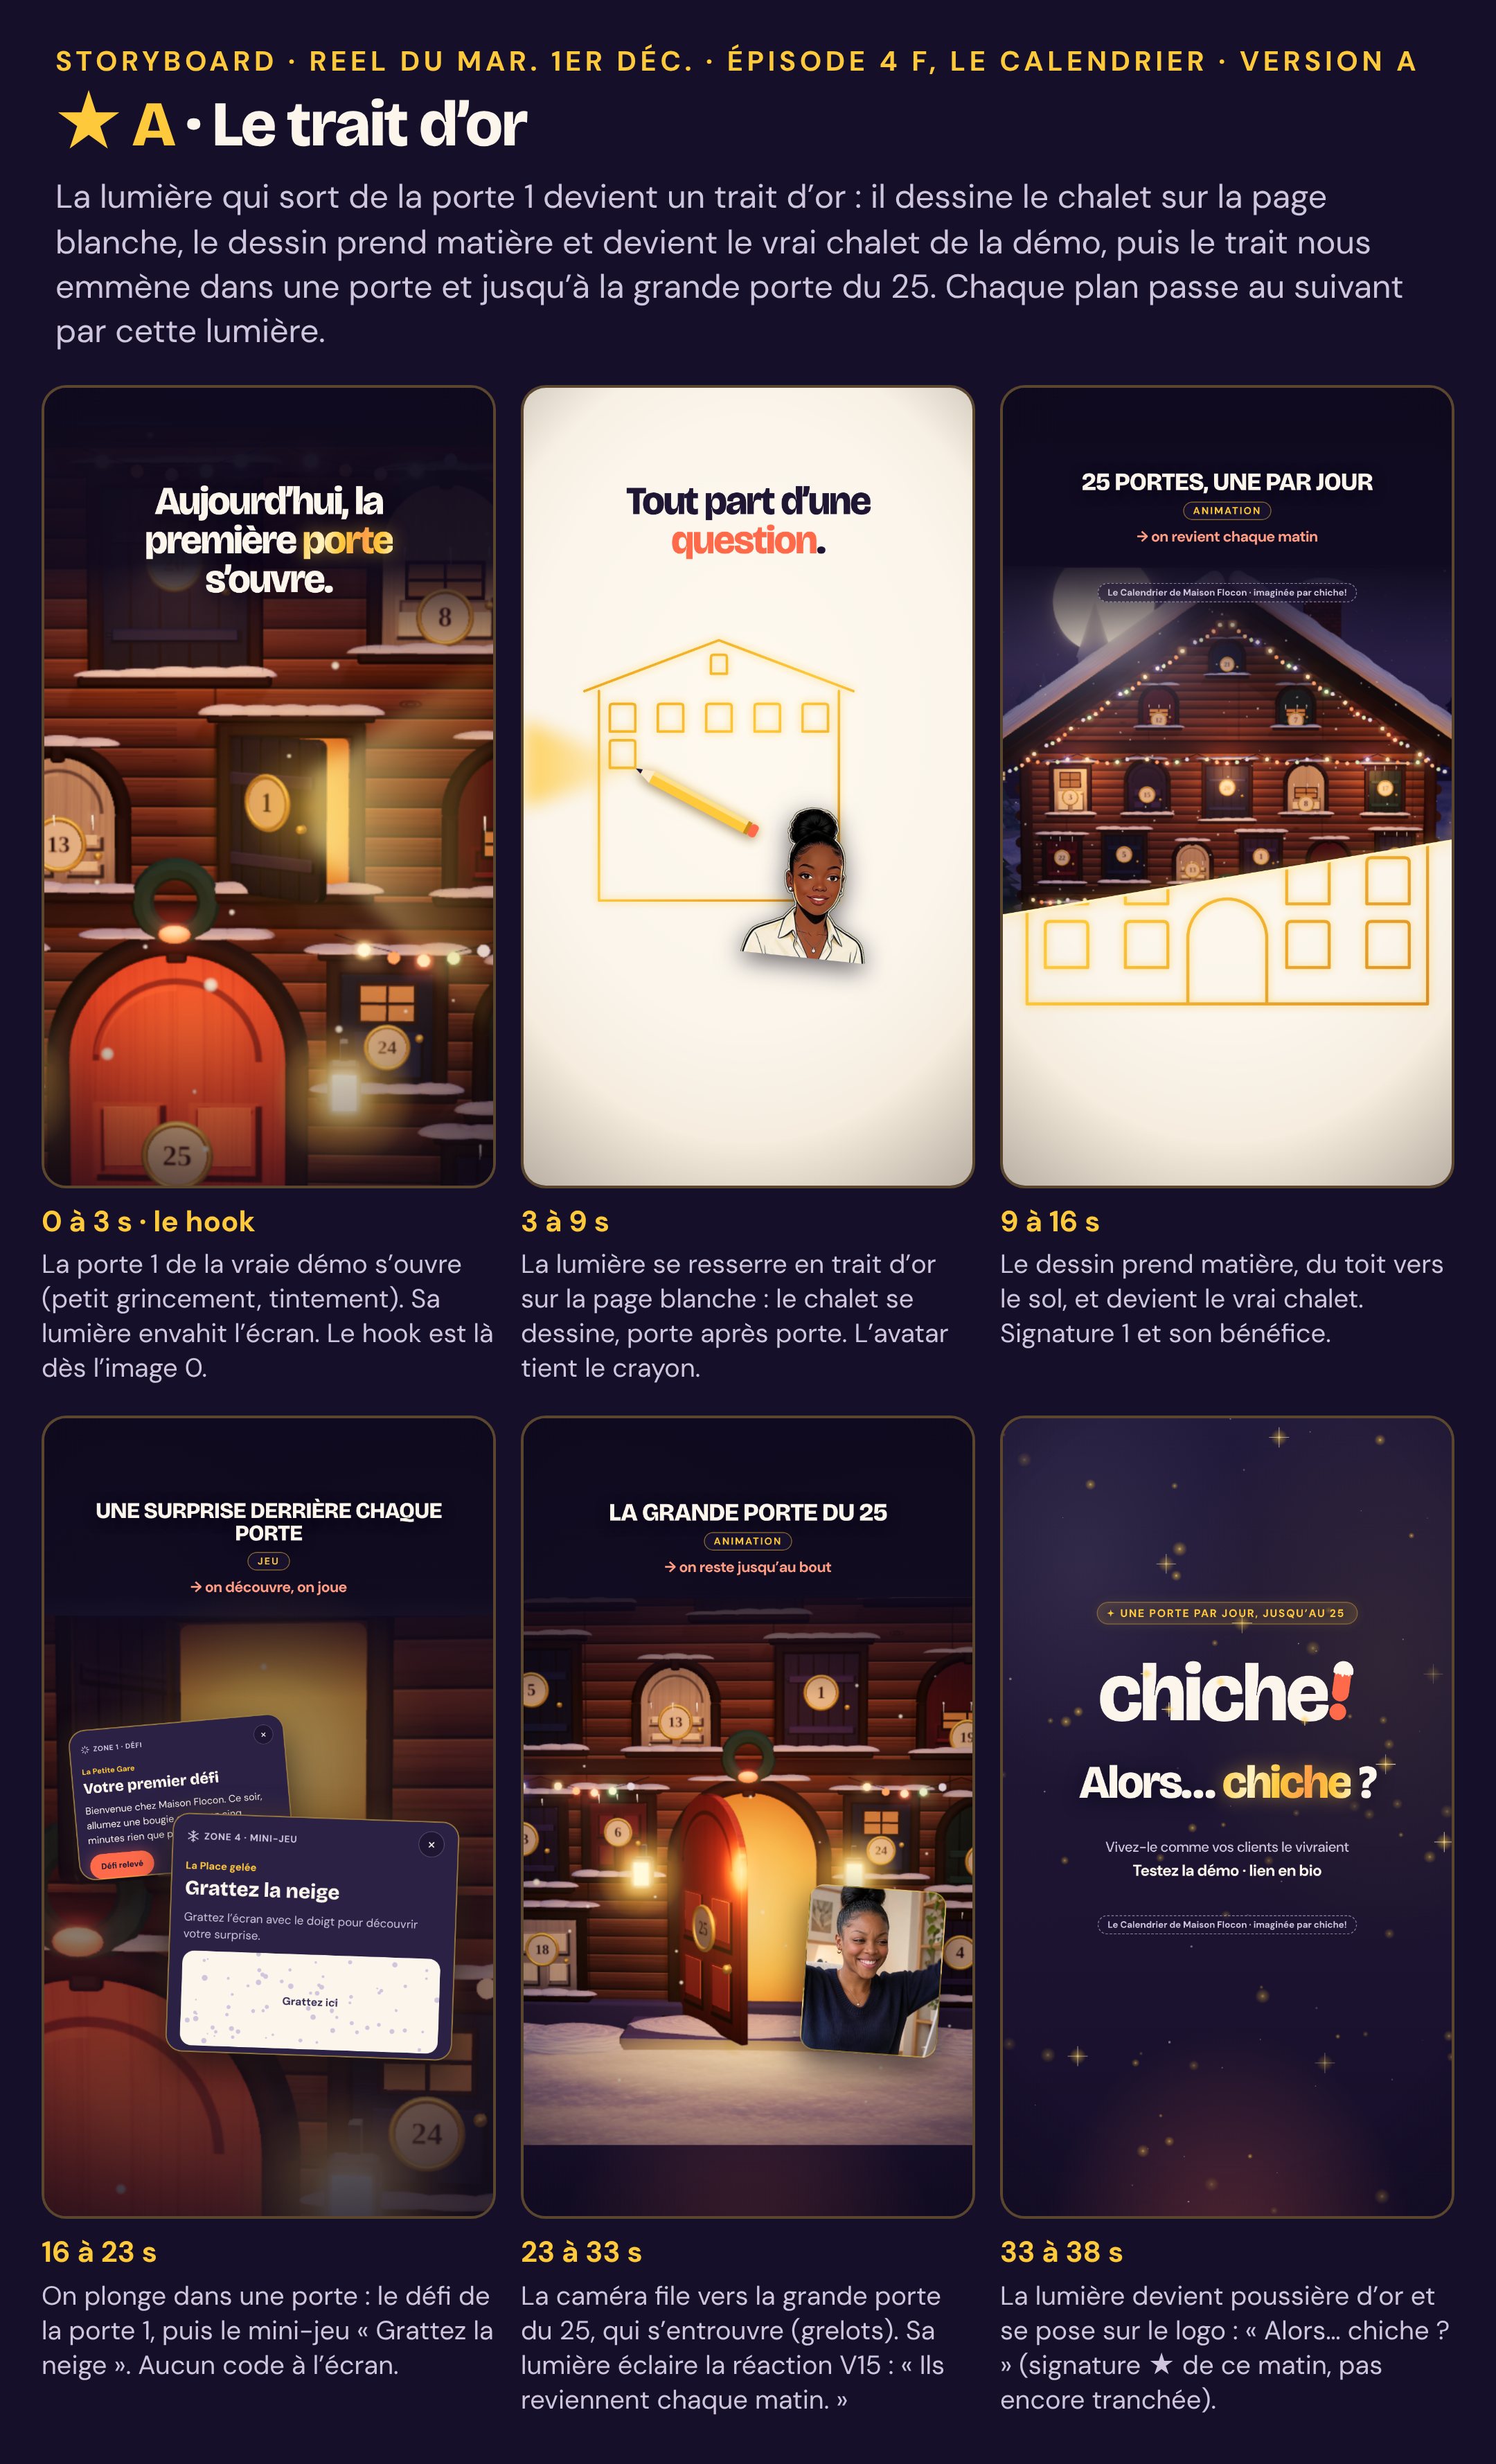 STORYBOARD · REEL DU MAR. 1ER DÉC. · ÉPISODE 4 F, LE CALENDRIER · VERSION A
★ A · Le trait d’or
La lumière qui sort de la porte 1 devient un trait d’or : il dessine le chalet sur la page
blanche, le dessin prend matière et devient le vrai chalet de la démo, puis le trait nous
emmène dans une porte et jusqu’à la grande porte du 25. Chaque plan passe au suivant
par cette lumière.
Aujourd’hui, la
première porte
s’ouvre.
8
1
13
24
25
0 à 3 s · le hook
La porte 1 de la vraie démo s’ouvre
(petit grincement, tintement). Sa
lumière envahit l’écran. Le hook est là
dès l’image 0.
Tout part d’une
question.
3 à 9 s
La lumière se resserre en trait d’or
sur la page blanche : le chalet se
dessine, porte après porte. L’avatar
tient le crayon.
25 PORTES, UNE PAR JOUR
ANIMATION
→ on revient chaque matin
Le Calendrier de Maison Flocon · imaginée par chiche!
9 à 16 s
Le dessin prend matière, du toit vers
le sol, et devient le vrai chalet.
Signature 1 et son bénéfice.
UNE SURPRISE DERRIÈRE CHAQUE
PORTE
JEU
→ on découvre, on joue
ZONE 1 · DÉFI
×
La Petite Gare
Votre premier défi
Bienvenue chez Maison Flocon. Ce soir,
allumez une bougie
minutes rien que
Défi relevé
ZONE 4 · MINI-JEU
×
La Place gelée
Grattez la neige
Grattez l’écran avec le doigt pour découvrir
votre surprise.
Grattez ici
24
16 à 23 s
On plonge dans une porte : le défi de
la porte 1, puis le mini-jeu « Grattez la
neige ». Aucun code à l’écran.
LA GRANDE PORTE DU 25
ANIMATION
→ on reste jusqu’au bout
5
1
13
19
6
24
25
18
4
23 à 33 s
La caméra file vers la grande porte
du 25, qui s’entrouvre (grelots). Sa
lumière éclaire la réaction V15 : « Ils
reviennent chaque matin. »
✦ UNE PORTE PAR JOUR, JUSQU’AU 25
chiche!
Alors… chiche ?
Vivez-le comme vos clients le vivraient
Testez la démo · lien en bio
Le Calendrier de Maison Flocon · imaginée par chiche!
33 à 38 s
La lumière devient poussière d’or et
se pose sur le logo : « Alors… chiche ?
» (signature ★ de ce matin, pas
encore tranchée).